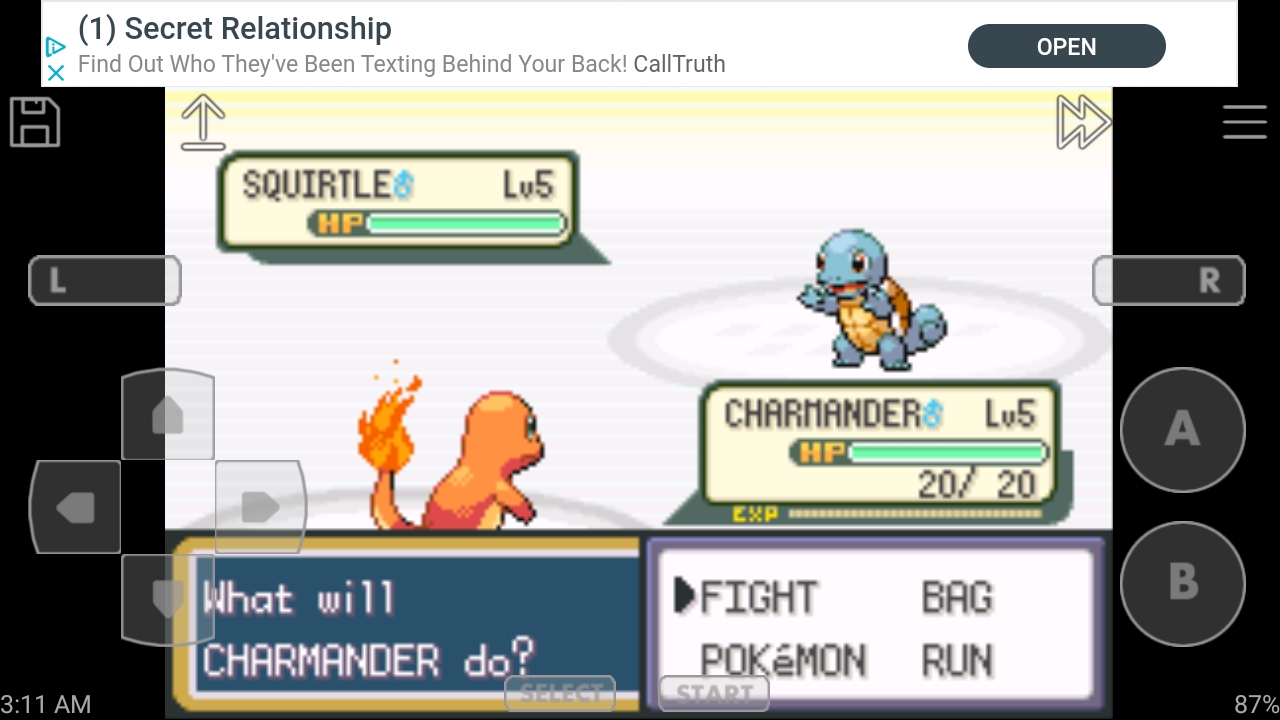 (1) Secret Relationship
Find Out Who They've Been Texting Behind Your Back! CallTruth
OPEN
SQUIRTLE♂ Lv5
HP
L
R
CHARMANDER♂ Lv5
HP
20/ 20
EXP
A
B
What will
CHARMANDER do?
FIGHT BAG
POKéMON RUN
SELECT
START
3:11 AM
87%